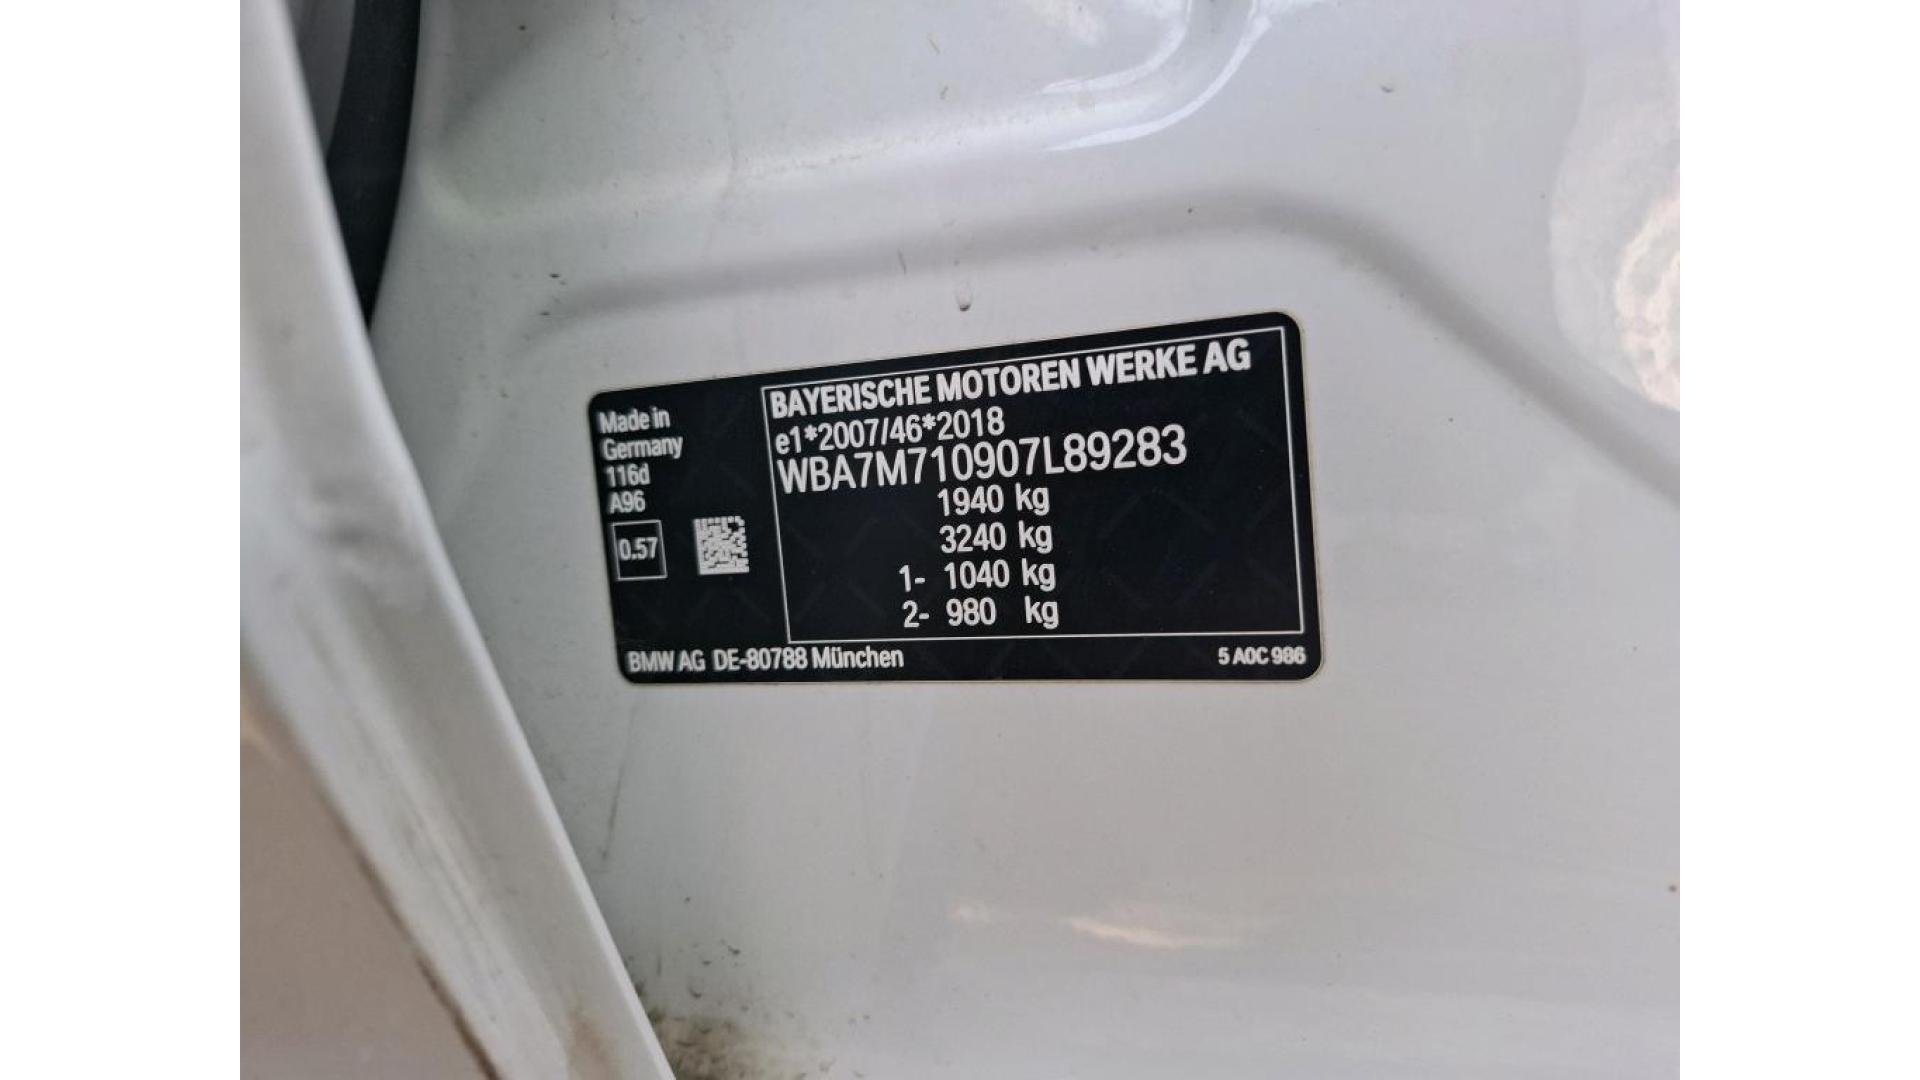 Made in
Germany
116d
A96
0.57
BAYERISCHE MOTOREN WERKE AG
e1*2007/46*2018
WBA7M710907L89283
1940 kg
3240 kg
1- 1040 kg
2- 980 kg
BMW AG DE-80788 München
5 A0C 986